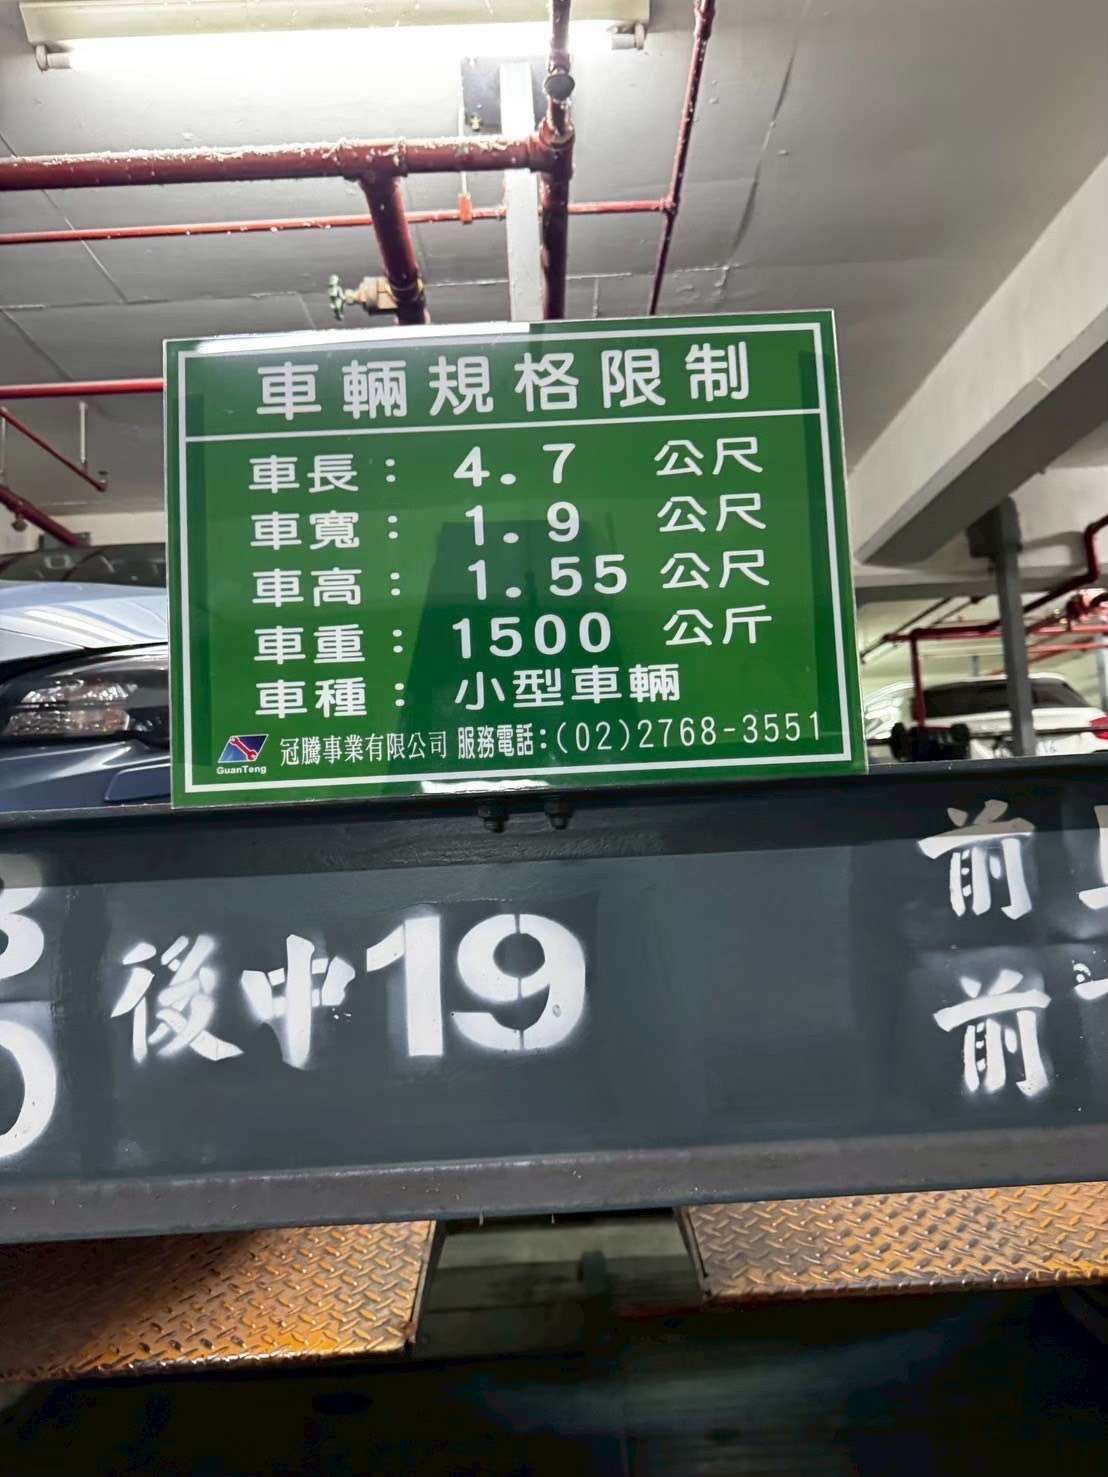 車輛規格限制
車長： 4.7 公尺
車寬： 1.9 公尺
車高： 1.55 公尺
車重： 1500 公斤
車種： 小型車輛
GuanTeng 冠騰事業有限公司 服務電話：(02)2768-3551
前
後中19
前